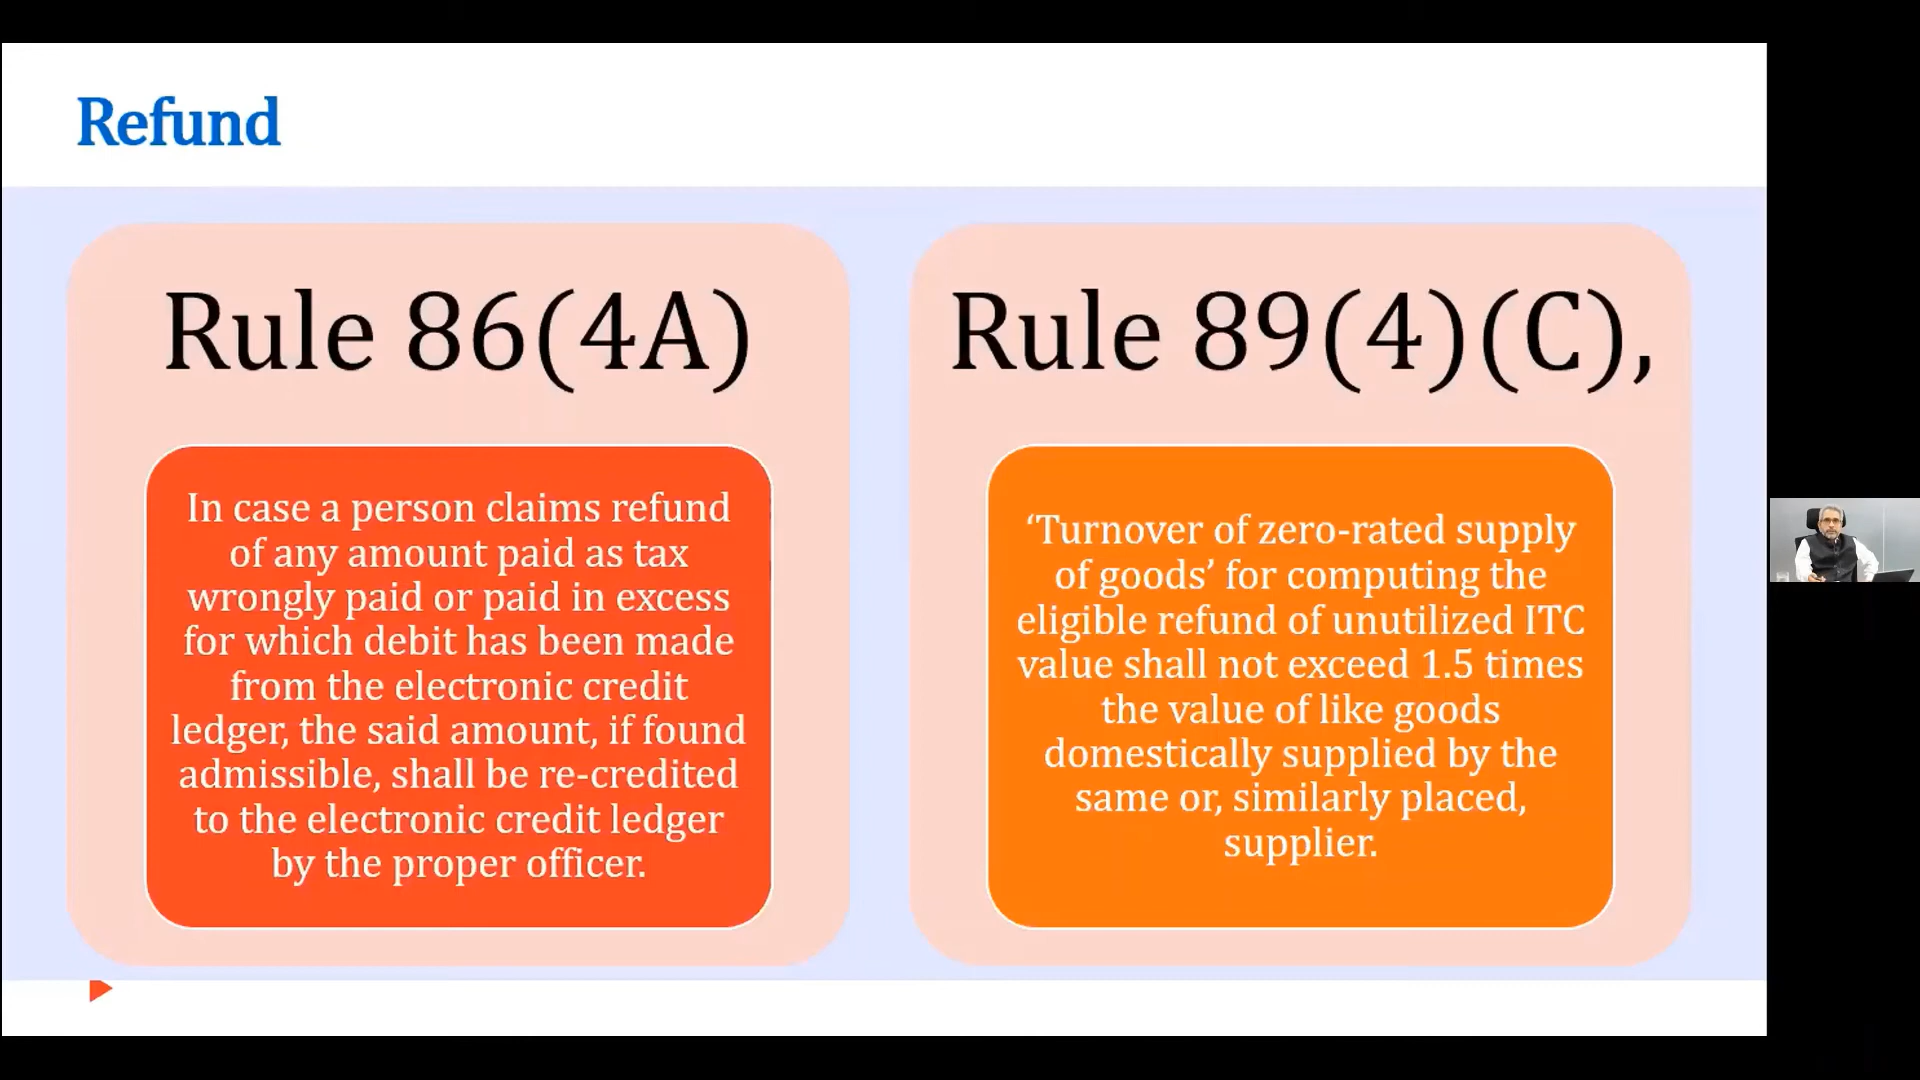 Refund
Rule 86(4A)
In case a person claims refund
of any amount paid as tax
wrongly paid or paid in excess
for which debit has been made
from the electronic credit
ledger, the said amount, if found
admissible, shall be re-credited
to the electronic credit ledger
by the proper officer.
Rule 89(4)(C),
‘Turnover of zero-rated supply
of goods’ for computing the
eligible refund of unutilized ITC
value shall not exceed 1.5 times
the value of like goods
domestically supplied by the
same or, similarly placed,
supplier.